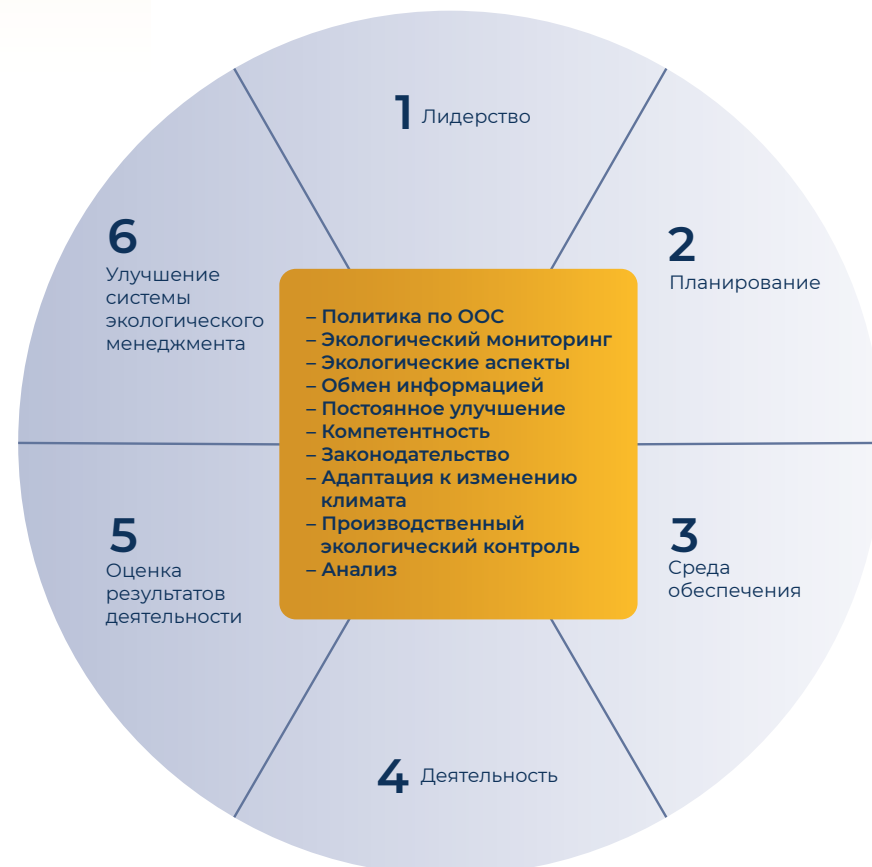 1 Лидерство
2
Планирование
3
Среда
обеспечения
4 Деятельность
5
Оценка
результатов
деятельности
6
Улучшение
системы
экологического
менеджмента
– Политика по ООС
– Экологический мониторинг
– Экологические аспекты
– Обмен информацией
– Постоянное улучшение
– Компетентность
– Законодательство
– Адаптация к изменению
климата
– Производственный
экологический контроль
– Анализ